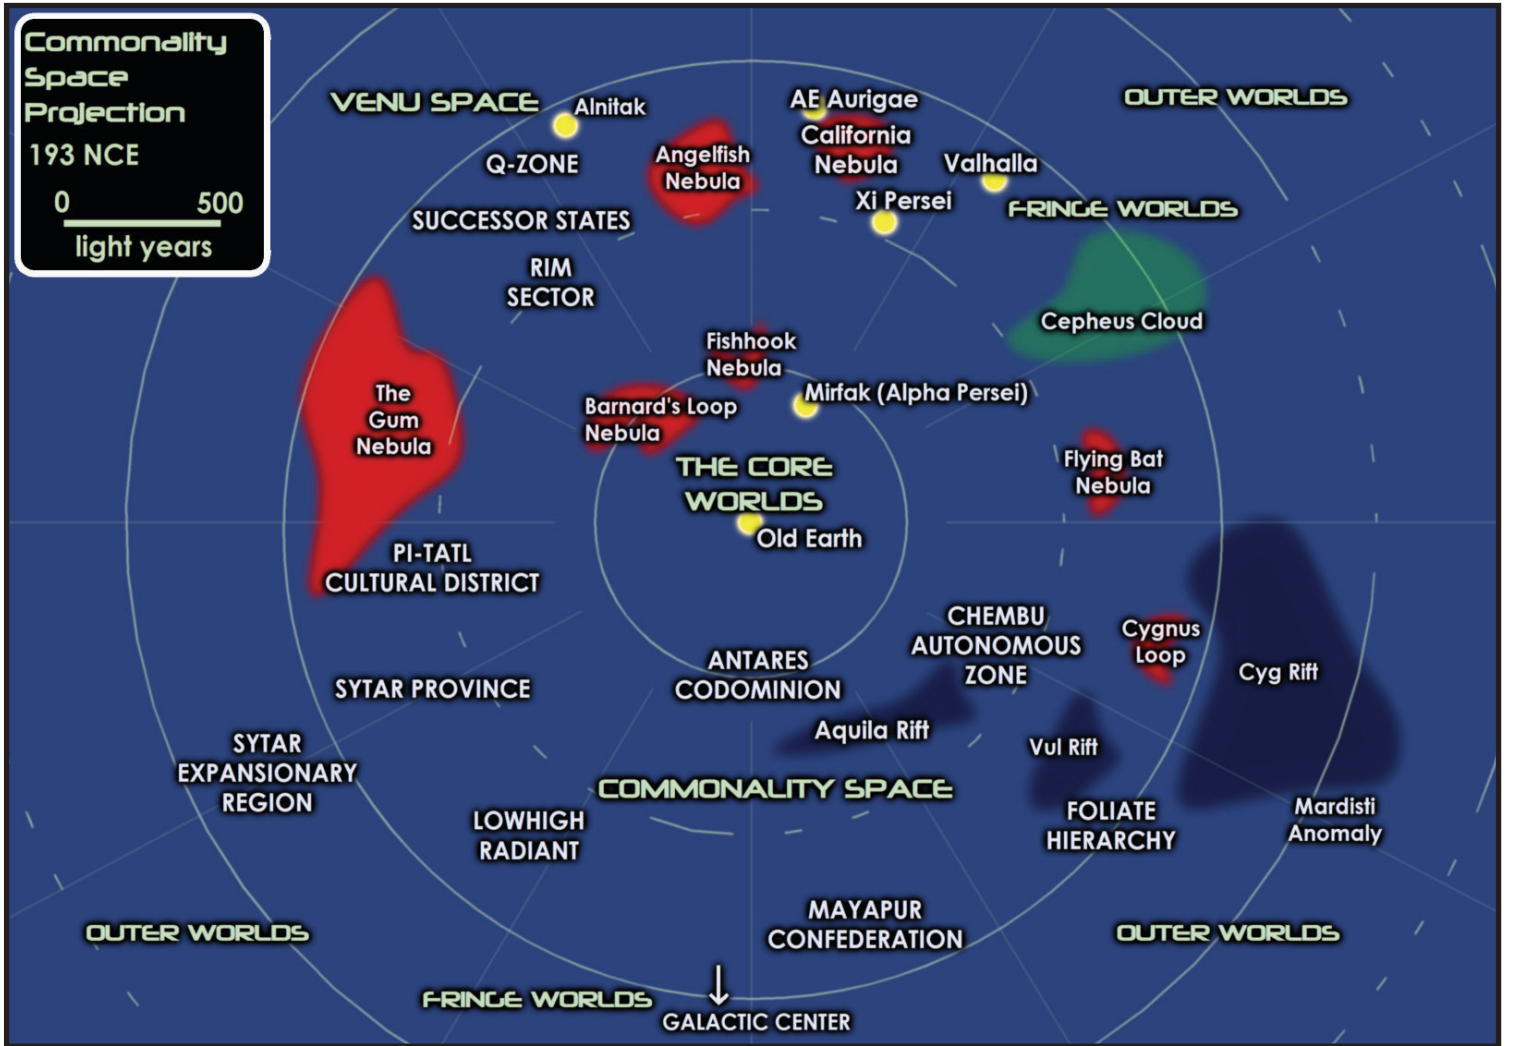 Commonality
Space
Projection
193 NCE
0 500
light years
VENU SPACE
Alnitak
Q-ZONE
SUCCESSOR STATES
RIM
SECTOR
Angelfish
Nebula
AE Aurigae
California
Nebula
Xi Persei
Valhalla
OUTER WORLDS
FRINGE WORLDS
Cepheus Cloud
The
Gum
Nebula
Fishhook
Nebula
Barnard's Loop
Nebula
Mirfak (Alpha Persei)
THE CORE
WORLDS
Old Earth
Flying Bat
Nebula
PI-TATL
CULTURAL DISTRICT
SYTAR PROVINCE
ANTARES
CODOMINION
CHEMBU
AUTONOMOUS
ZONE
Cygnus
Loop
Cyg Rift
Aquila Rift
Vul Rift
SYTAR
EXPANSIONARY
REGION
COMMONALITY SPACE
LOWHIGH
RADIANT
FOLIATE
HIERARCHY
Mardisti
Anomaly
MAYAPUR
CONFEDERATION
OUTER WORLDS
OUTER WORLDS
FRINGE WORLDS
GALACTIC CENTER